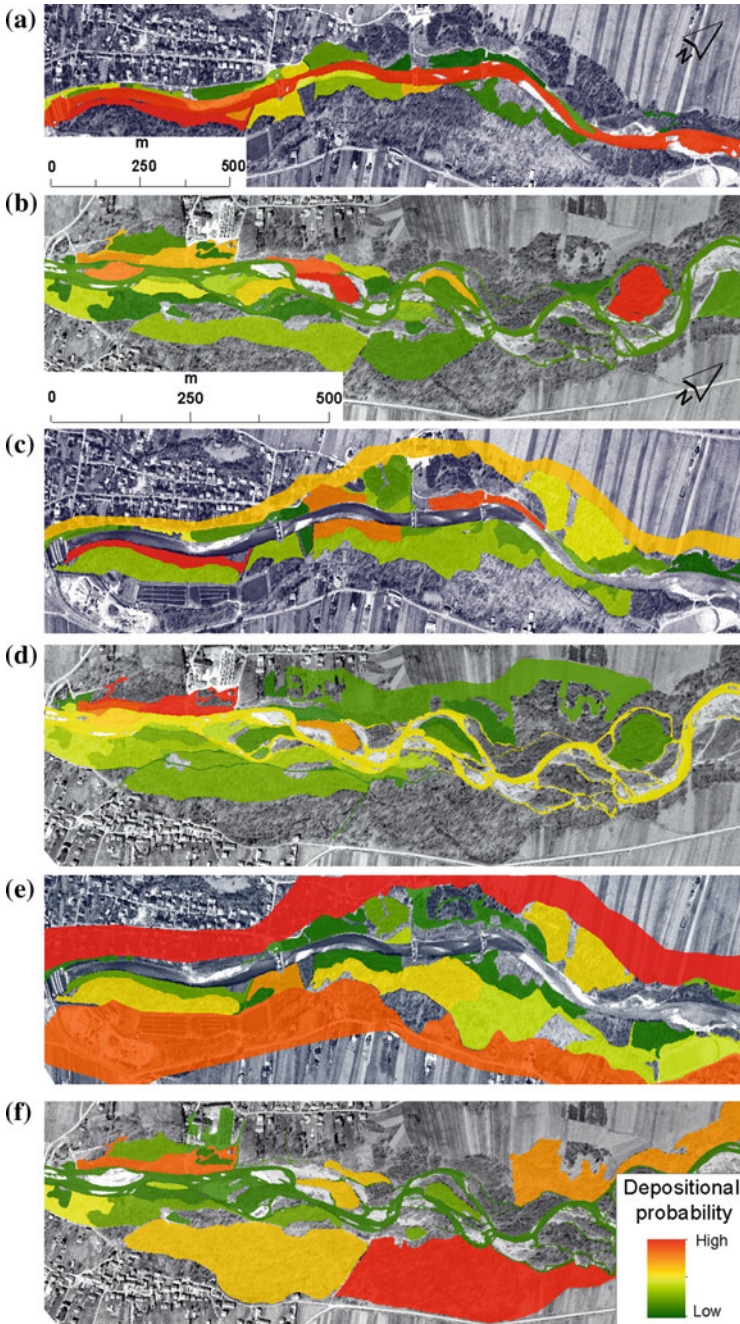 (a)
N
m
0 250 500
(b)
N
m
0 250 500
(c)
(d)
(e)
(f)
Depositional
probability
High
Low